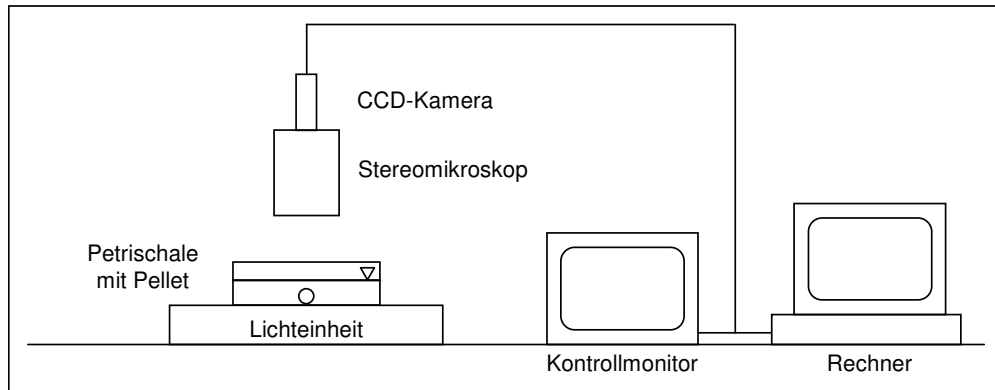 CCD-Kamera
Stereomikroskop
Petrischale
mit Pellet
Lichteinheit
Kontrollmonitor
Rechner